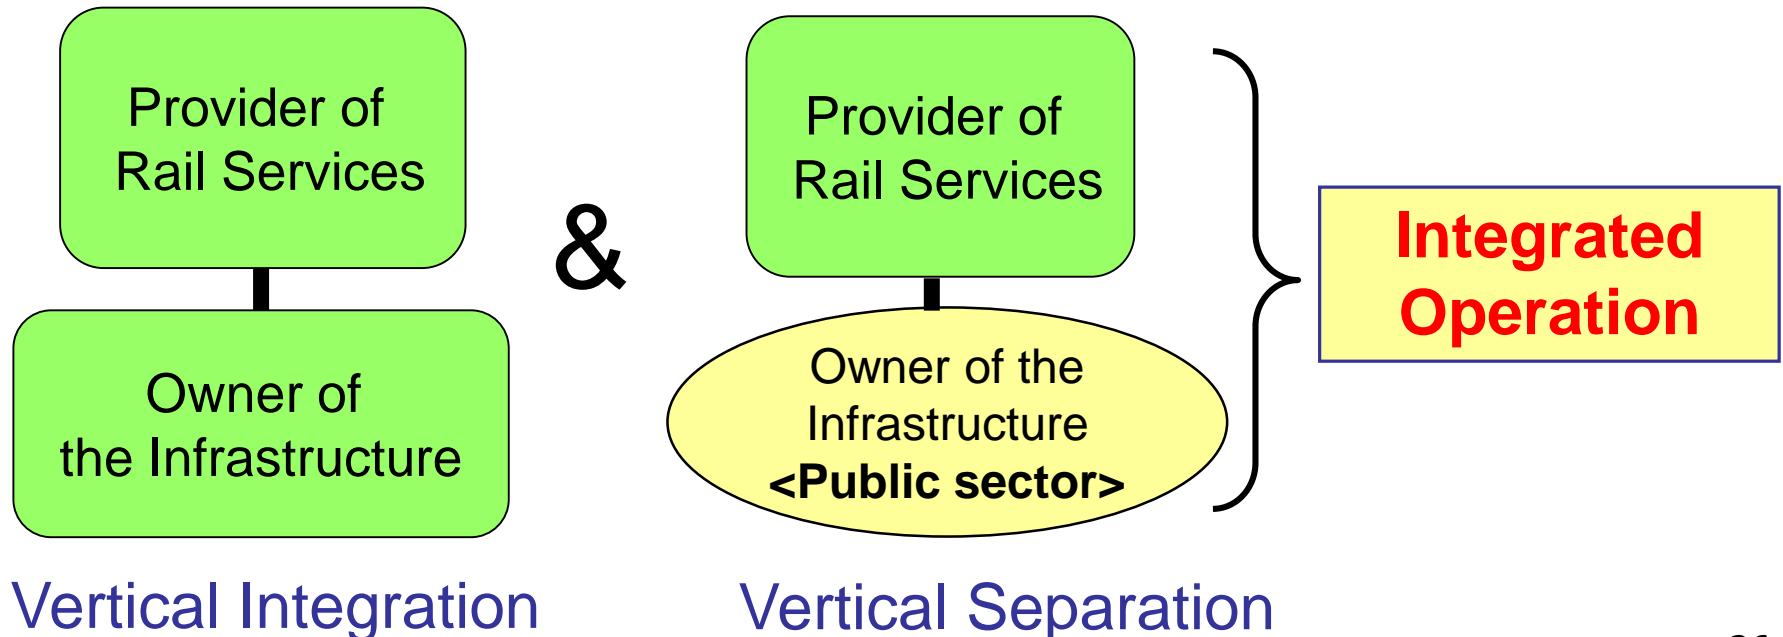 Provider of
Rail Services
Owner of
the Infrastructure
Vertical Integration
&
Provider of
Rail Services
Owner of the
Infrastructure
<Public sector>
Vertical Separation
Integrated
Operation